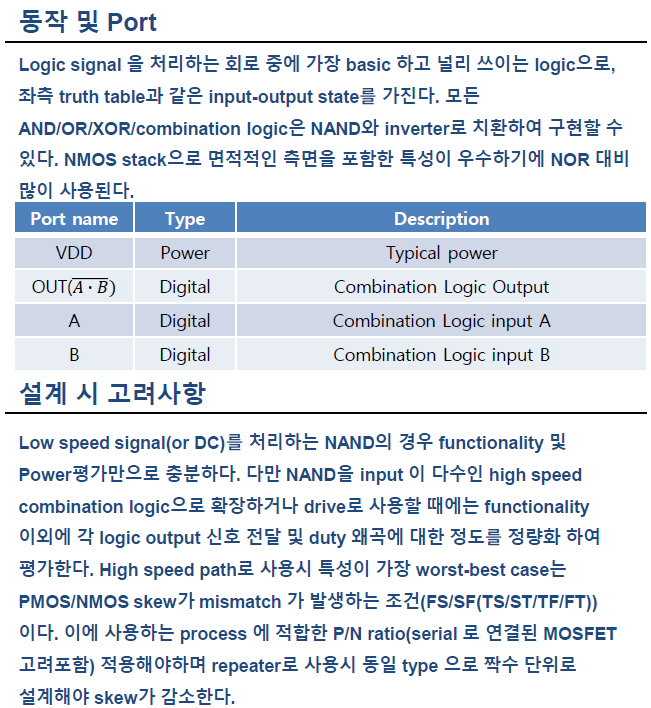 동작 및 Port
Logic signal 을 처리하는 회로 중에 가장 basic 하고 널리 쓰이는 logic으로,
좌측 truth table과 같은 input-output state를 가진다. 모든
AND/OR/XOR/combination logic은 NAND와 inverter로 치환하여 구현할 수
있다. NMOS stack으로 면적적인 측면을 포함한 특성이 우수하기에 NOR 대비
많이 사용된다.
Port name Type Description
VDD Power Typical power
OUT(\overline{A · B}) Digital Combination Logic Output
A Digital Combination Logic input A
B Digital Combination Logic input B
설계 시 고려사항
Low speed signal(or DC)를 처리하는 NAND의 경우 functionality 및
Power평가만으로 충분하다. 다만 NAND을 input 이 다수인 high speed
combination logic으로 확장하거나 drive로 사용할 때에는 functionality
이외에 각 logic output 신호 전달 및 duty 왜곡에 대한 정도를 정량화 하여
평가한다. High speed path로 사용시 특성이 가장 worst-best case는
PMOS/NMOS skew가 mismatch 가 발생하는 조건(FS/SF(TS/ST/TF/FT))
이다. 이에 사용하는 process 에 적합한 P/N ratio(serial 로 연결된 MOSFET
고려포함) 적용해야하며 repeater로 사용시 동일 type 으로 짝수 단위로
설계해야 skew가 감소한다.